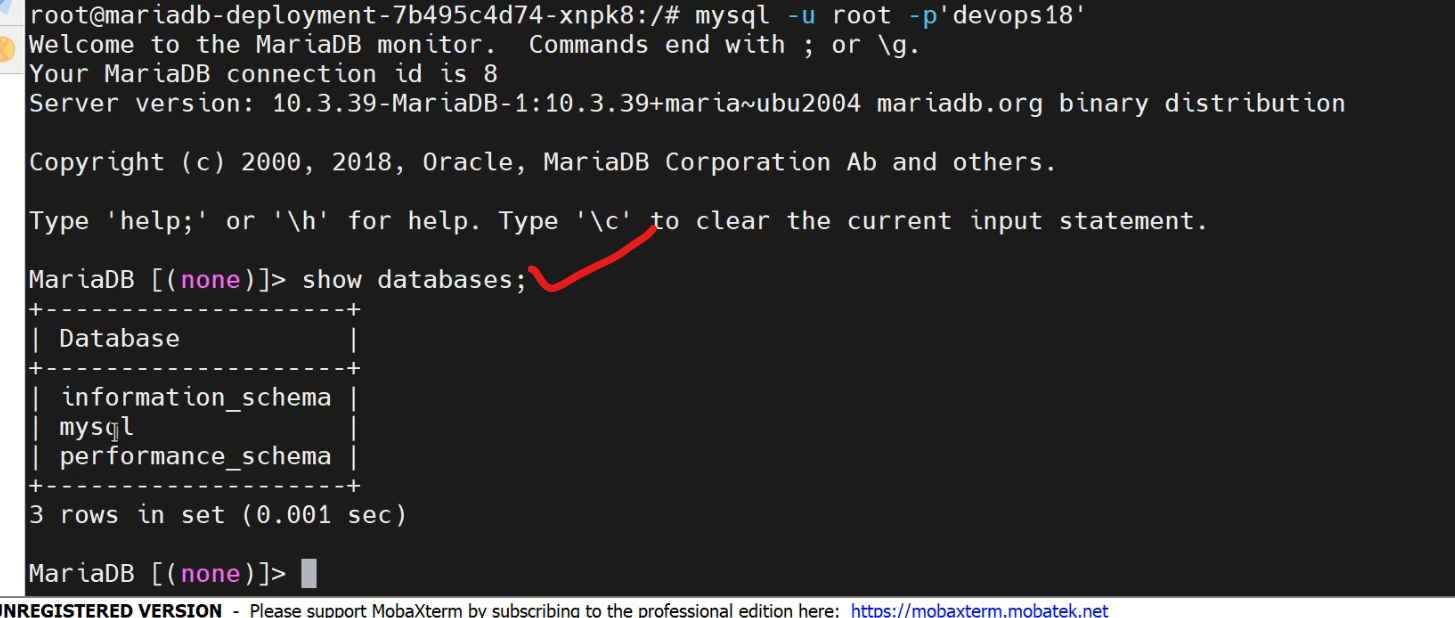 root@mariadb-deployment-7b495c4d74-xnpk8:/# mysql -u root -p'devops18'
Welcome to the MariaDB monitor.  Commands end with ; or \g.
Your MariaDB connection id is 8
Server version: 10.3.39-MariaDB-1:10.3.39+maria~ubu2004 mariadb.org binary distribution
Copyright (c) 2000, 2018, Oracle, MariaDB Corporation Ab and others.
Type 'help;' or '\h' for help. Type '\c' to clear the current input statement.
MariaDB [(none)]> show databases;
+--------------------+
| Database           |
+--------------------+
| information_schema |
| mysql              |
| performance_schema |
+--------------------+
3 rows in set (0.001 sec)
MariaDB [(none)]>
UNREGISTERED VERSION - Please support MobaXterm by subscribing to the professional edition here: https://mobaxterm.mobatek.net